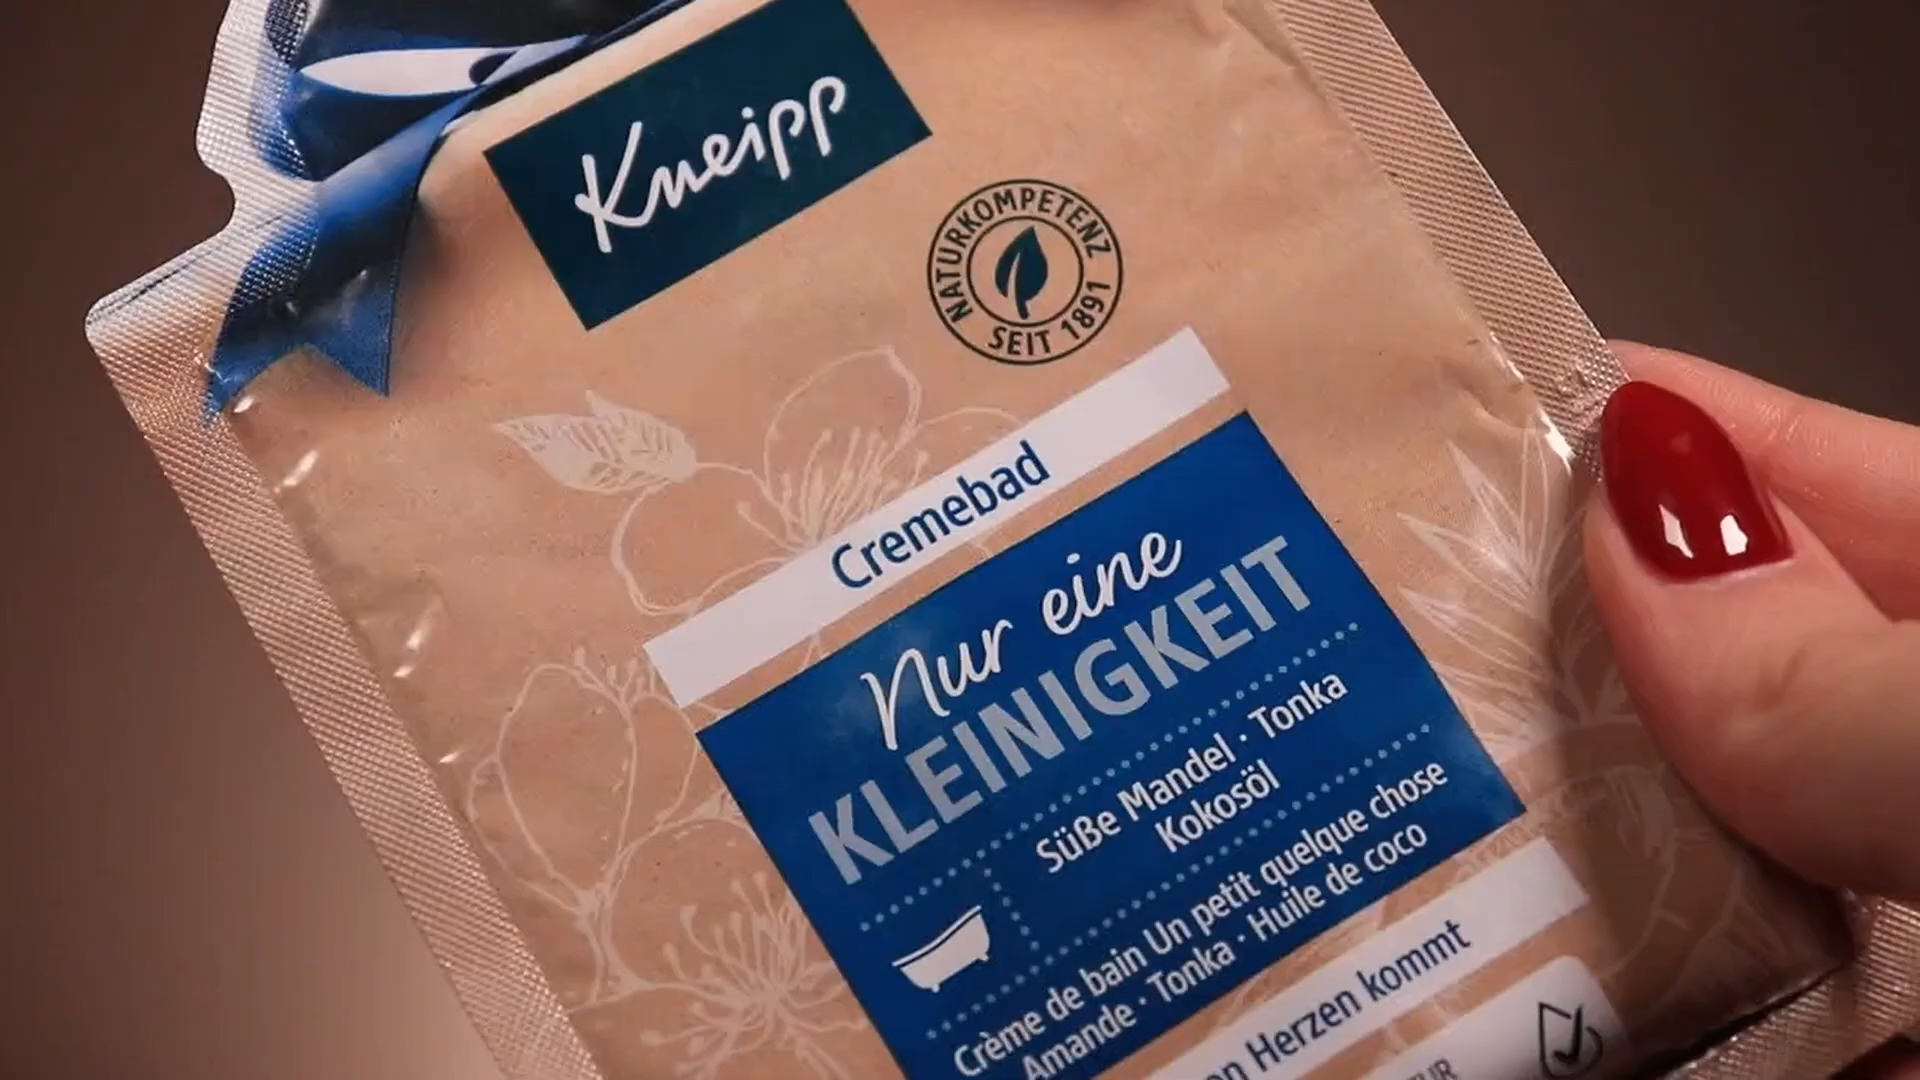 Kneipp
NATURKOMPETENZ
SEIT 1891
Cremebad
Nur eine
KLEINIGKEIT
Süße Mandel · Tonka
Kokosöl
Crème de bain Un petit quelque chose
Amande · Tonka · Huile de coco
Herzen kommt